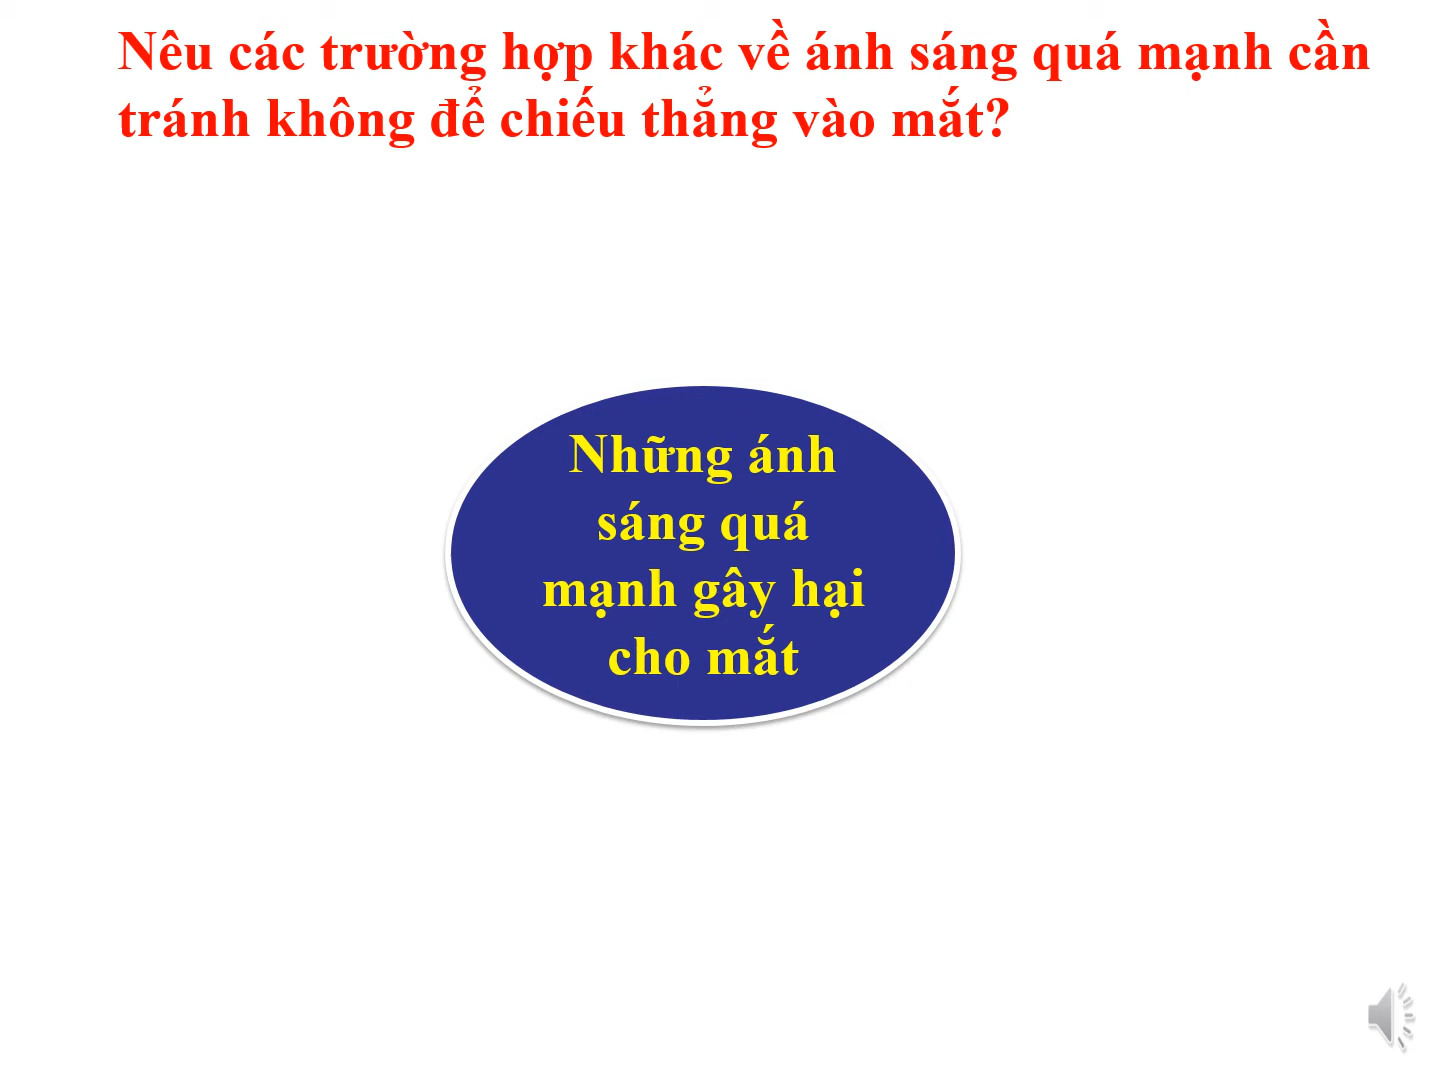 Nêu các trường hợp khác về ánh sáng quá mạnh cần
tránh không để chiếu thẳng vào mắt?
Những ánh
sáng quá
mạnh gây hại
cho mắt